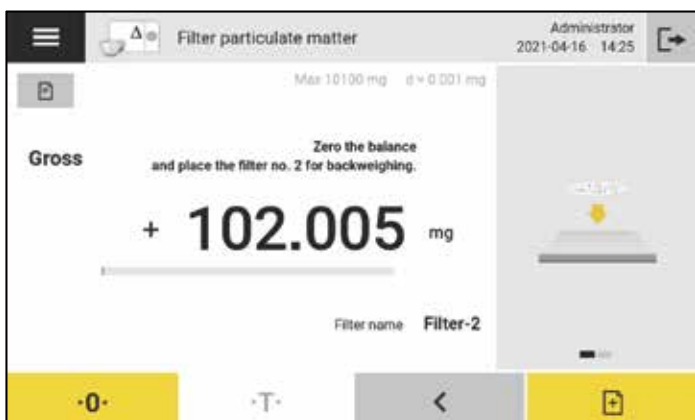 Filter particulate matter
Administrator
2021-04-16 14:25
Max 10100 mg d = 0.001 mg
Gross
Zero the balance
and place the filter no. 2 for backweighing.
+ 102.005 mg
Filter name Filter-2
·0·
·T·